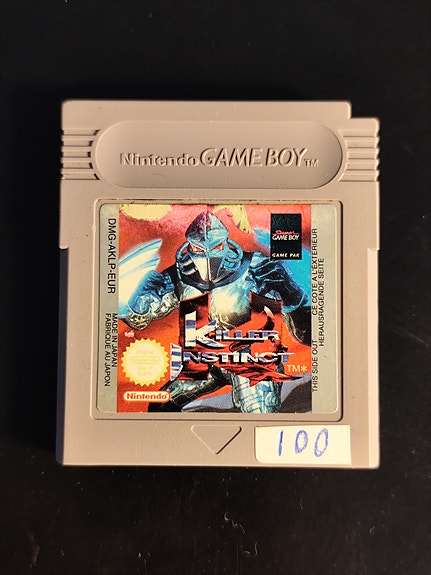 Nintendo GAME BOY TM
DMG-AKLP-EUR
MADE IN JAPAN
FABRIQUE AU JAPON
Super
GAME BOY
GAME PAK
THIS SIDE OUT CE COTÉ A L'EXTERIEUR
HERAUSRAGENDE SEITE
KILLER
INSTINCT
TM*
Nintendo
100